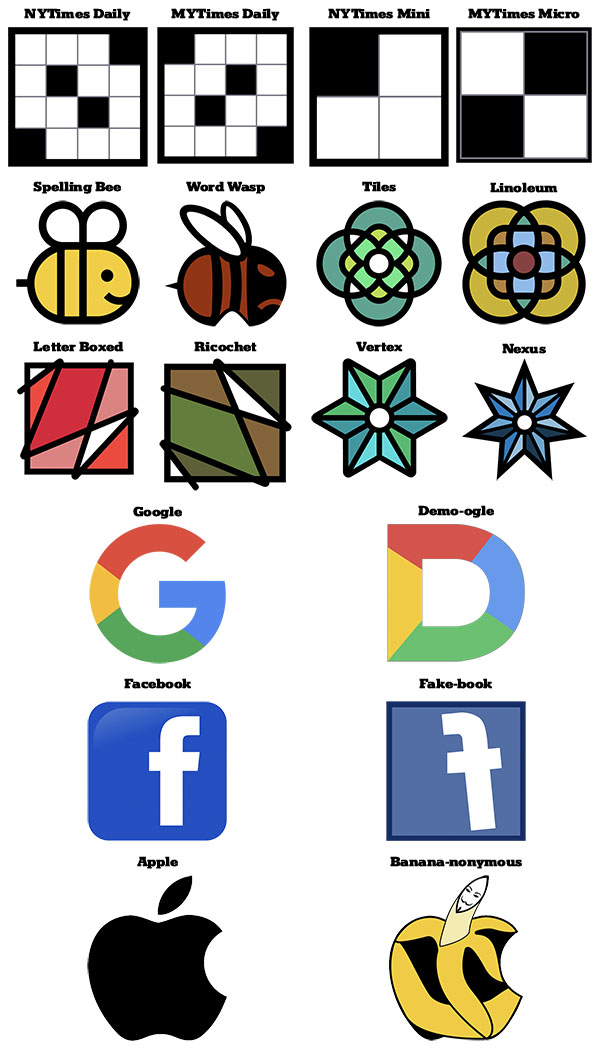 NYTimes Daily MYTimes Daily NYTimes Mini MYTimes Micro
Spelling Bee Word Wasp Tiles Linoleum
Letter Boxed Ricochet Vertex Nexus
Google Demo-ogle
Facebook Fake-book
f f
Apple Banana-nonymous